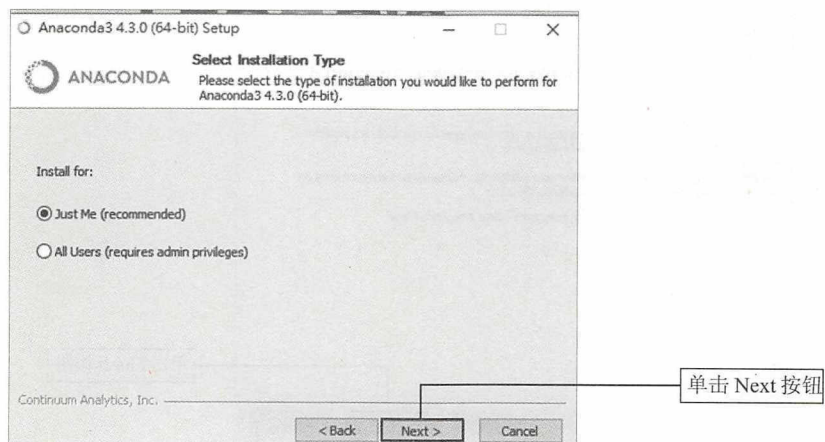 Anaconda3 4.3.0 (64-bit) Setup
ANACONDA
Select Installation Type
Please select the type of installation you would like to perform for
Anaconda3 4.3.0 (64-bit).
Install for:
Just Me (recommended)
All Users (requires admin privileges)
Continuum Analytics, Inc.
< Back
Next >
Cancel
单击 Next 按钮